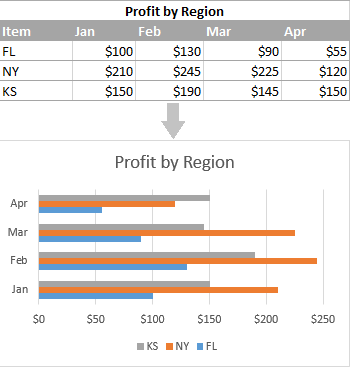 Profit by Region
Item Jan Feb Mar Apr
FL $100 $130 $90 $55
NY $210 $245 $225 $120
KS $150 $190 $145 $150
Profit by Region
Apr
Mar
Feb
Jan
$0 $50 $100 $150 $200 $250
KS NY FL